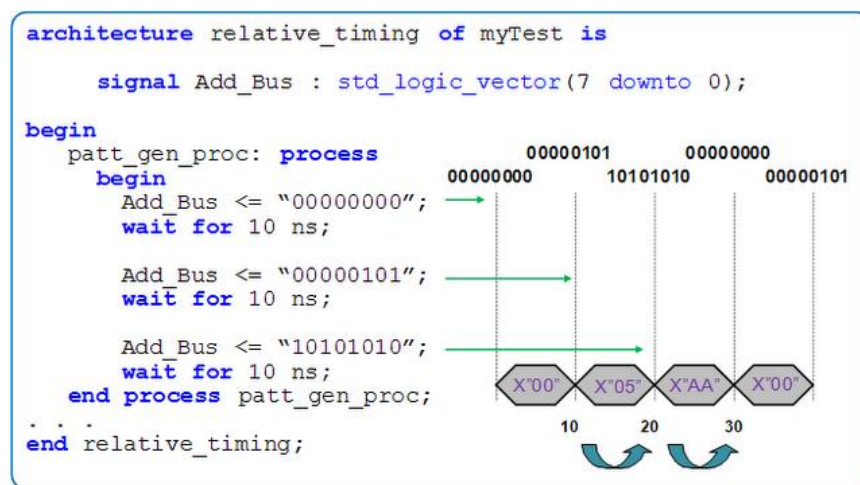 architecture relative_timing of myTest is
signal Add_Bus : std_logic_vector(7 downto 0);
begin
patt_gen_proc: process
begin
Add_Bus <= “00000000”;
wait for 10 ns;
Add_Bus <= “00000101”;
wait for 10 ns;
Add_Bus <= “10101010”;
wait for 10 ns;
end process patt_gen_proc;
. . .
end relative_timing;
00000101 00000000
00000000 10101010 00000101
X"00" X"05" X"AA" X"00"
10 20 30